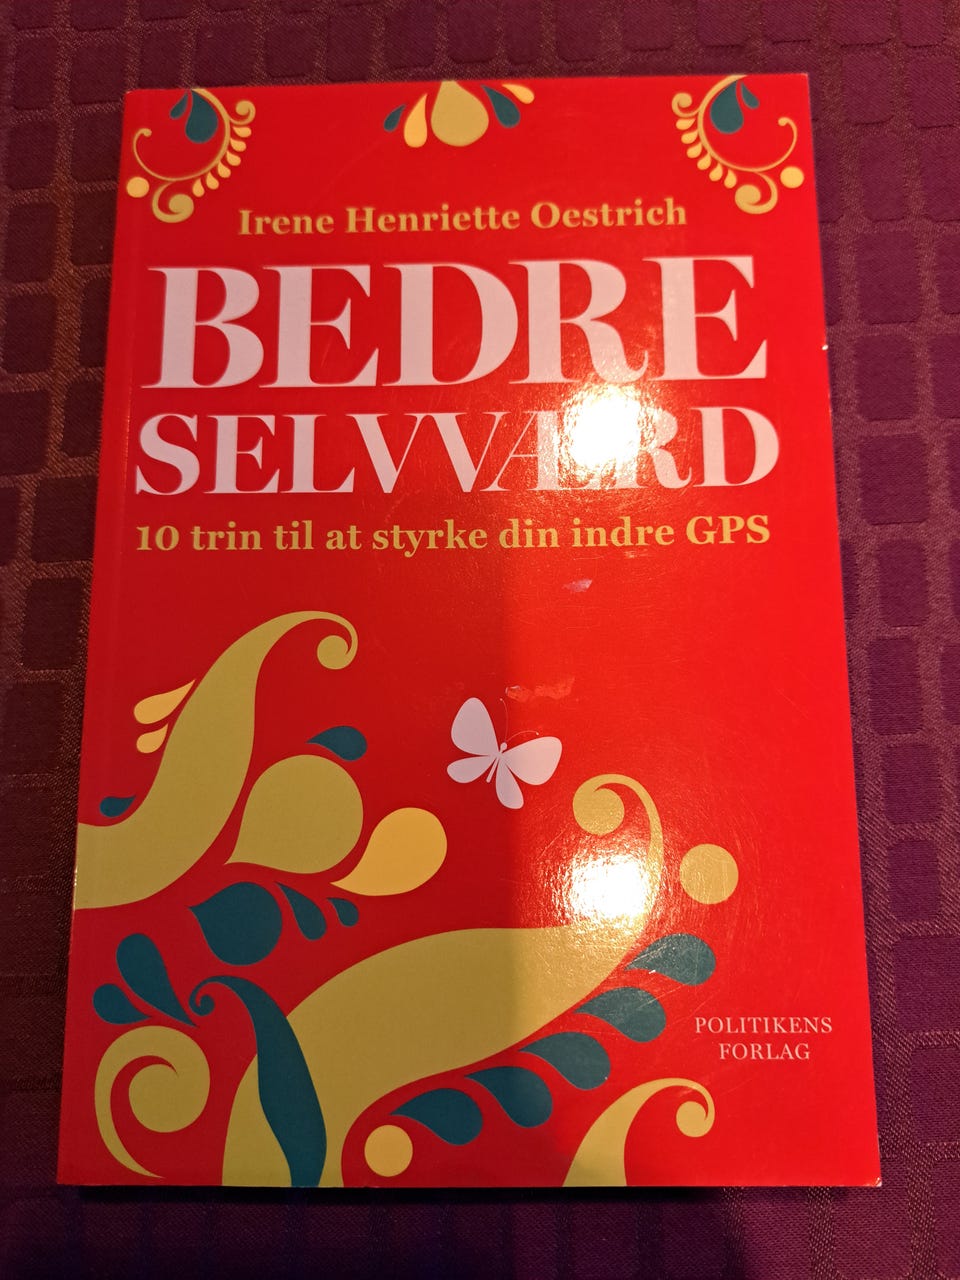 Irene Henriette Oestrich
BEDRE
SELVVÆRD
10 trin til at styrke din indre GPS
POLITIKENS
FORLAG